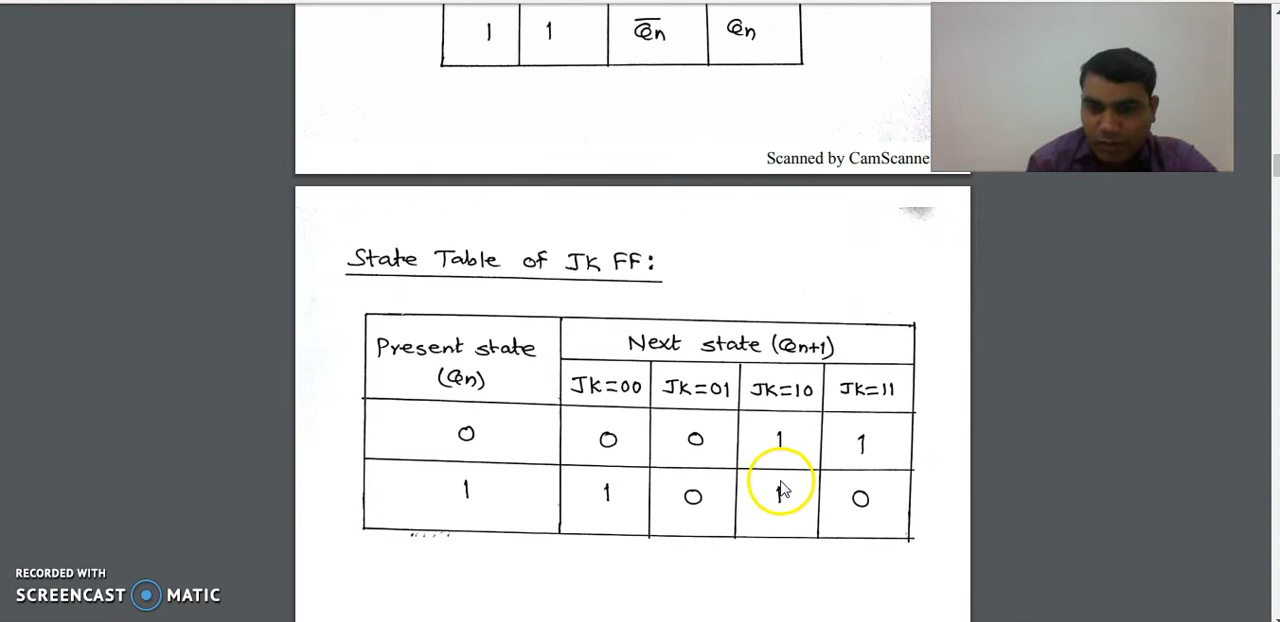 1 1 Q̅n Qn
Scanned by CamScanne
State Table of JK FF:
Present state (Qn) Next state (Qn+1)
JK=00 JK=01 JK=10 JK=11
0 0 0 1 1
1 1 0 1 0
RECORDED WITH
SCREENCAST MATIC